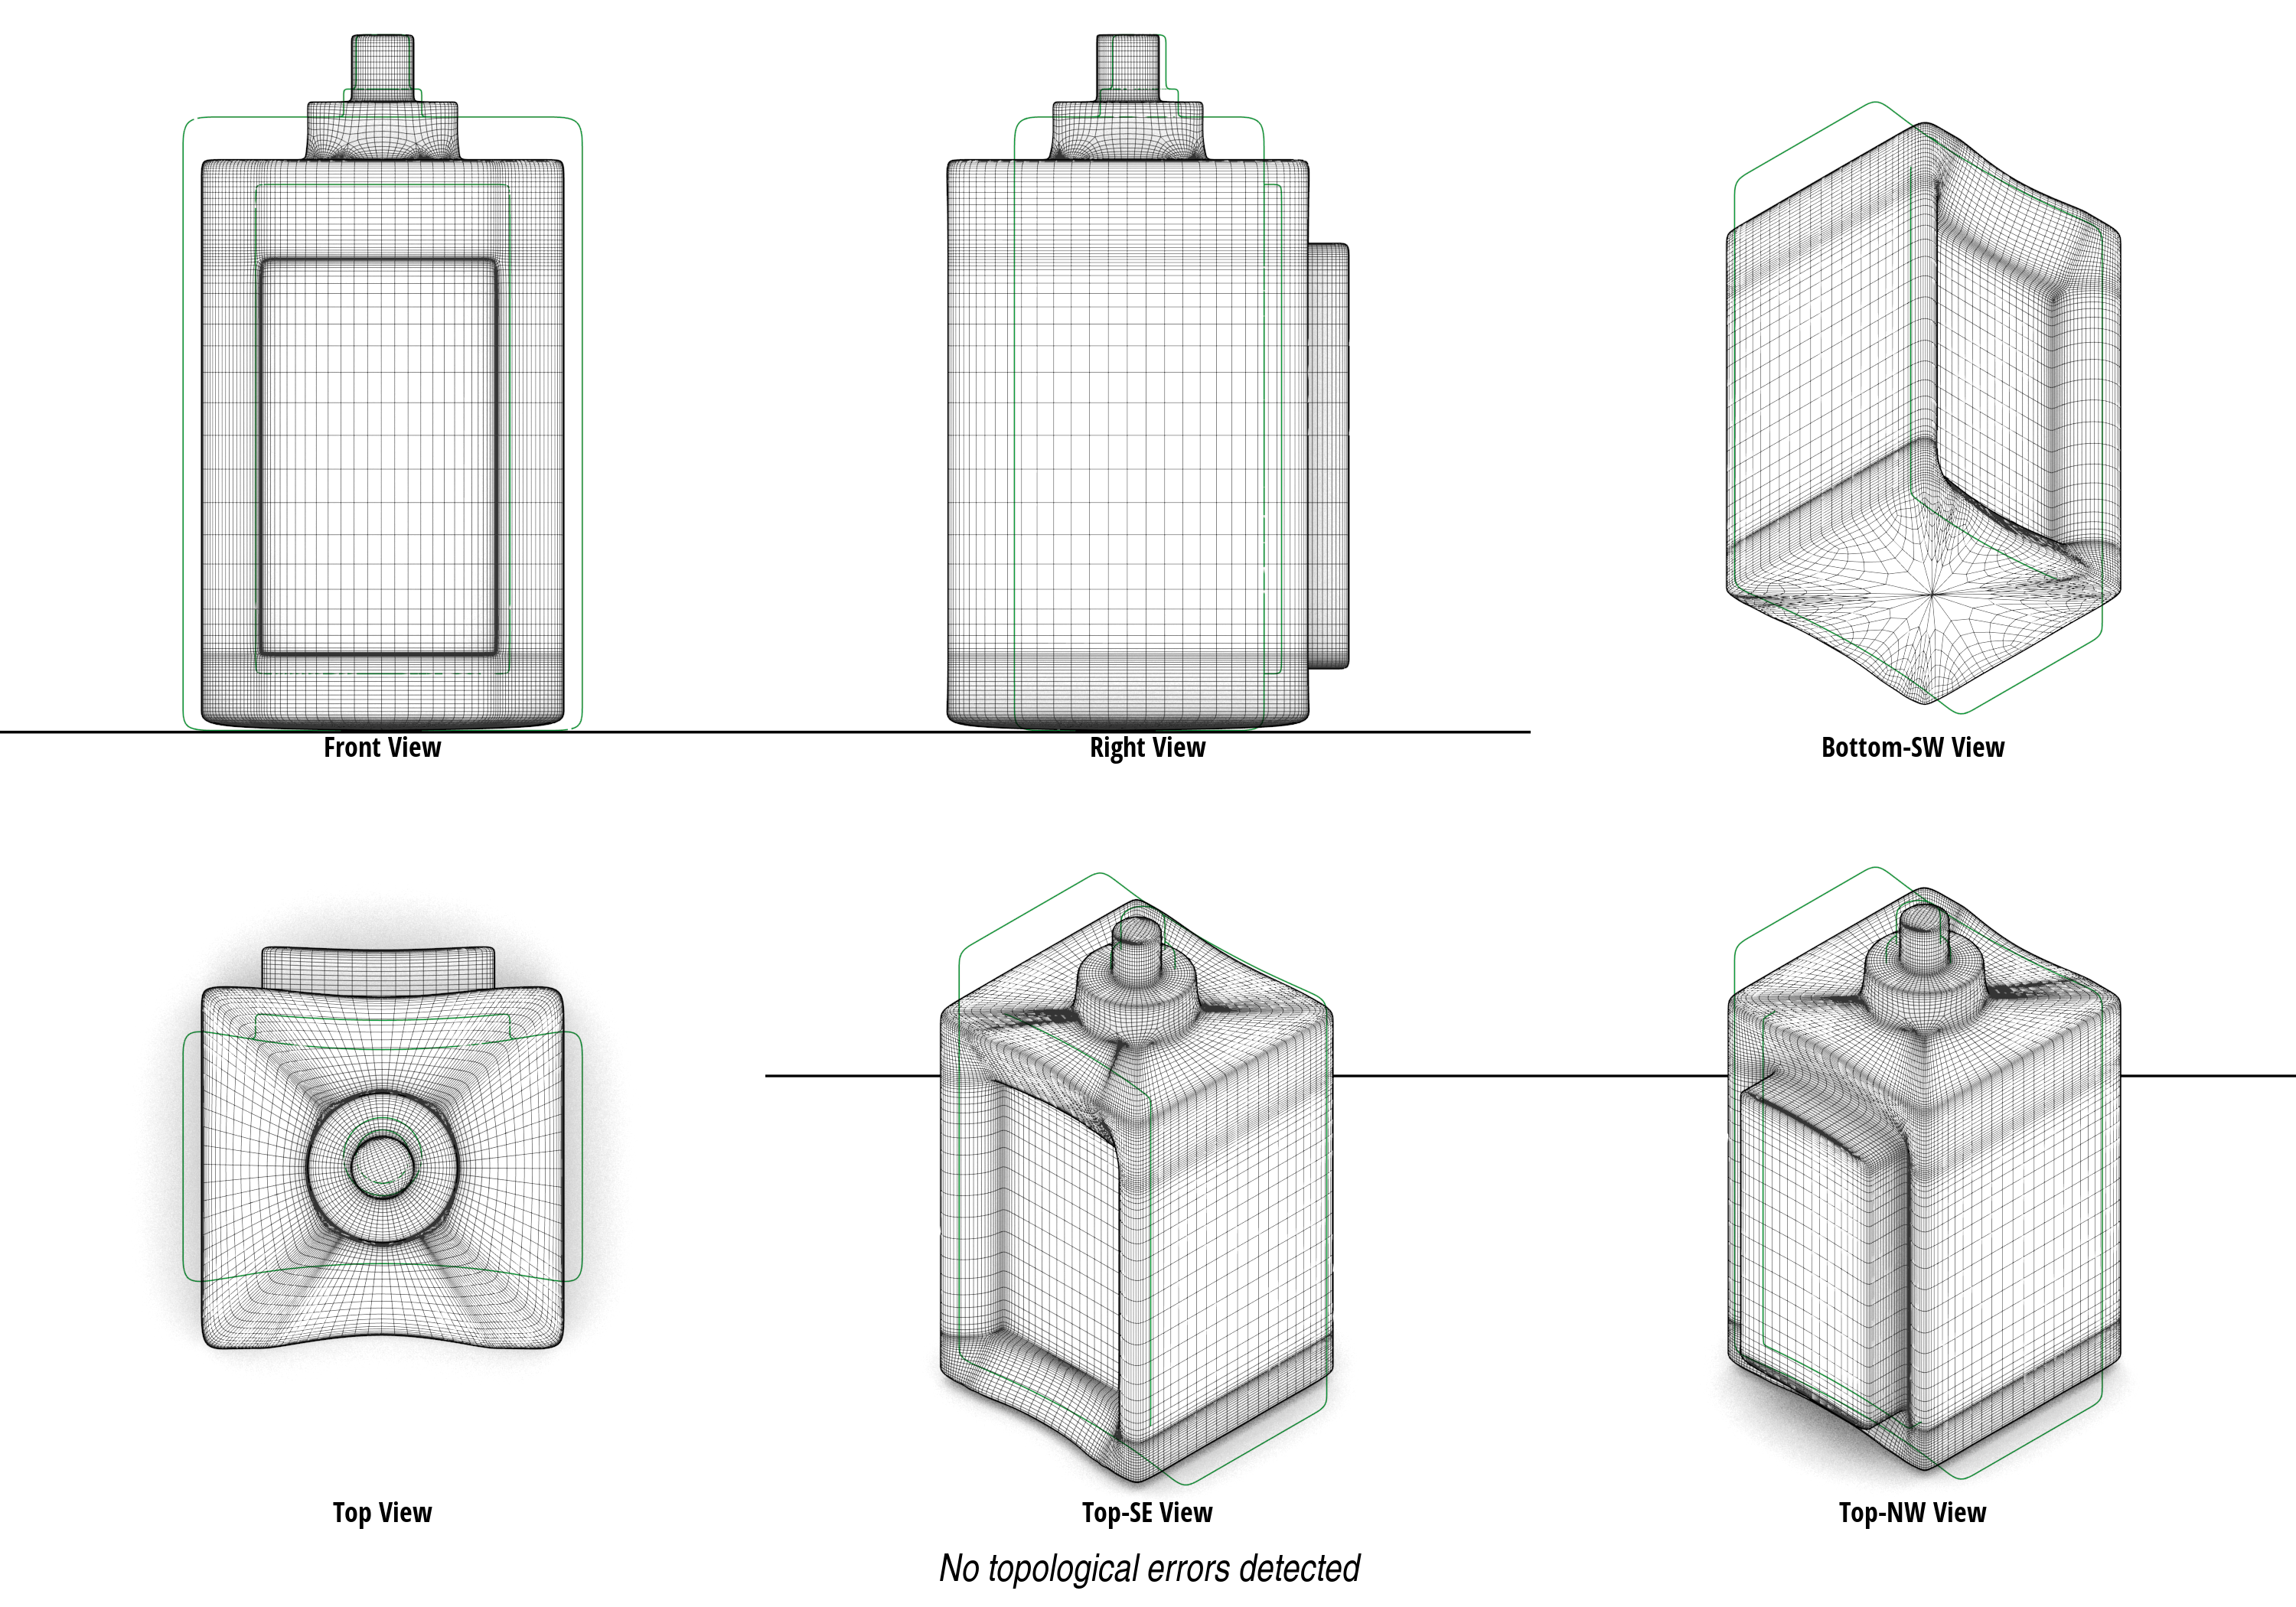 Front View
Right View
Bottom-SW View
Top View
Top-SE View
Top-NW View
No topological errors detected